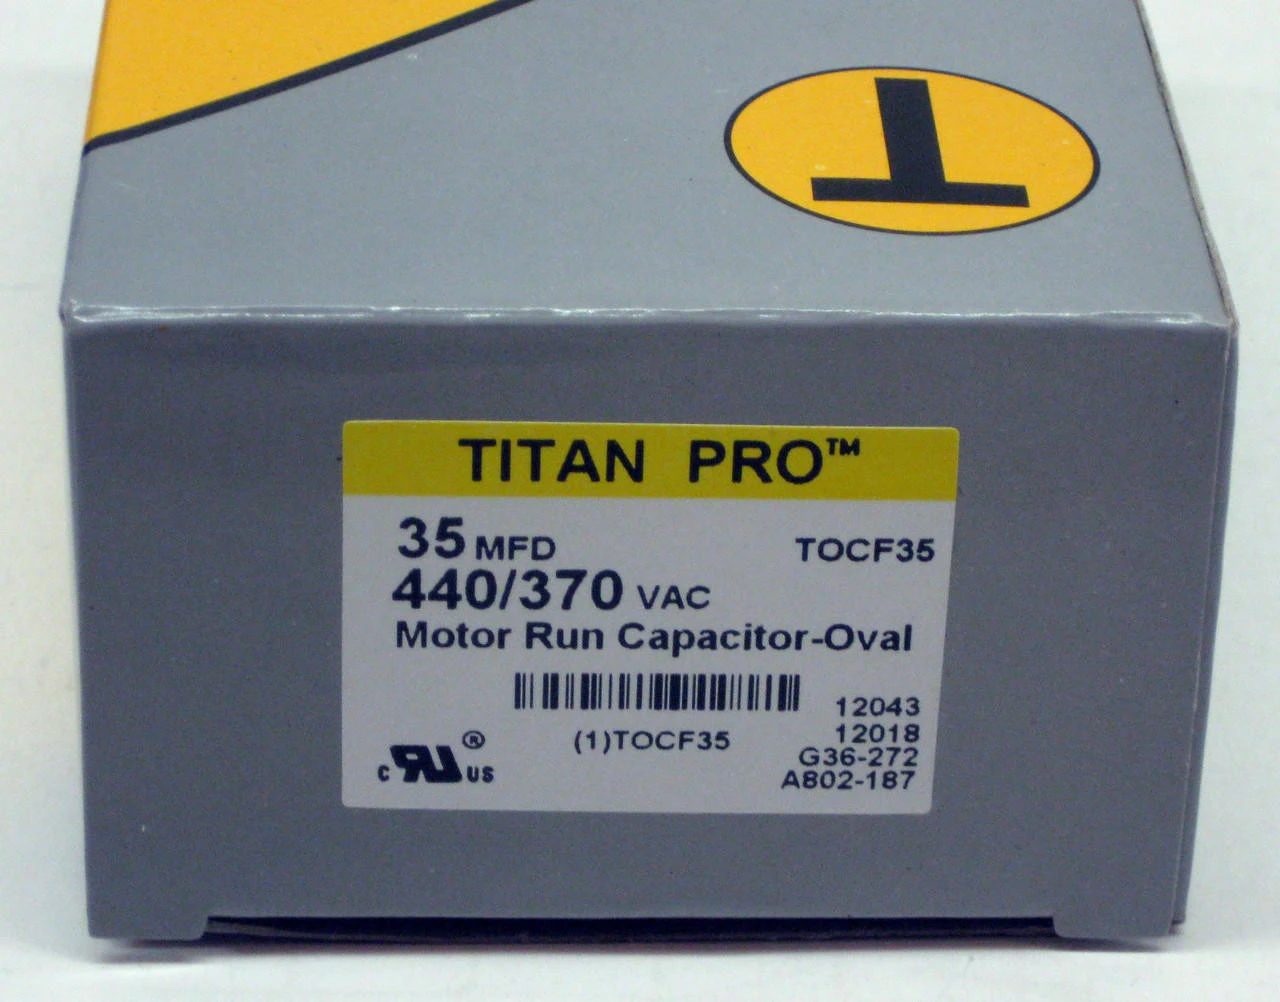 T
TITAN PRO™
35 MFD TOCF35
440/370 VAC
Motor Run Capacitor-Oval
12043
(1)TOCF35 12018
G36-272
c RU ® US A802-187